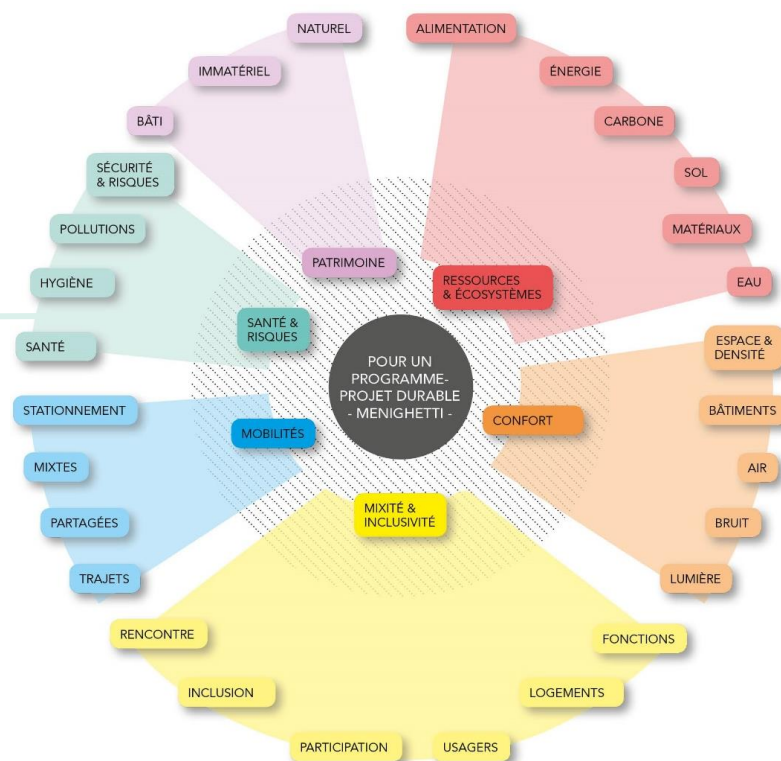 NATUREL
IMMATÉRIEL
BÂTI
ALIMENTATION
ÉNERGIE
CARBONE
SOL
MATÉRIAUX
EAU
SÉCURITÉ
& RISQUES
POLLUTIONS
HYGIÈNE
SANTÉ
PATRIMOINE
RESSOURCES
& ÉCOSYSTÈMES
SANTÉ &
RISQUES
POUR UN
PROGRAMME-
PROJET DURABLE
- MENIGHETTI -
MOBILITÉS
CONFORT
MIXITÉ &
INCLUSIVITÉ
ESPACE &
DENSITÉ
BÂTIMENTS
AIR
BRUIT
LUMIÈRE
STATIONNEMENT
MIXTES
PARTAGÉES
TRAJETS
RENCONTRE
INCLUSION
PARTICIPATION
USAGERS
LOGEMENTS
FONCTIONS